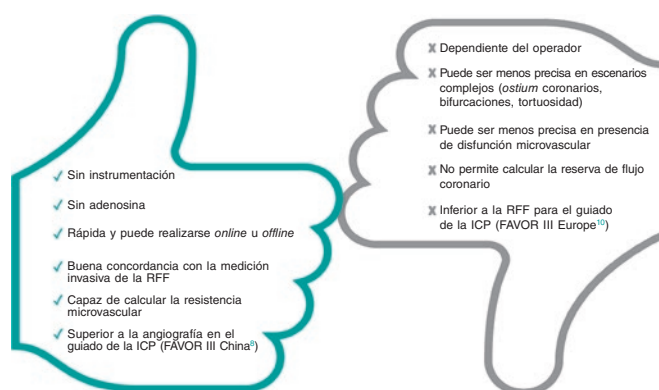 ✓ Sin instrumentación
✓ Sin adenosina
✓ Rápida y puede realizarse online u offline
✓ Buena concordancia con la medición
invasiva de la RFF
✓ Capaz de calcular la resistencia
microvascular
✓ Superior a la angiografía en el
guiado de la ICP (FAVOR III China⁸)
X Dependiente del operador
X Puede ser menos precisa en escenarios
complejos (ostium coronarios,
bifurcaciones, tortuosidad)
X Puede ser menos precisa en presencia
de disfunción microvascular
X No permite calcular la reserva de flujo
coronario
X Inferior a la RFF para el guiado
de la ICP (FAVOR III Europe¹⁰)